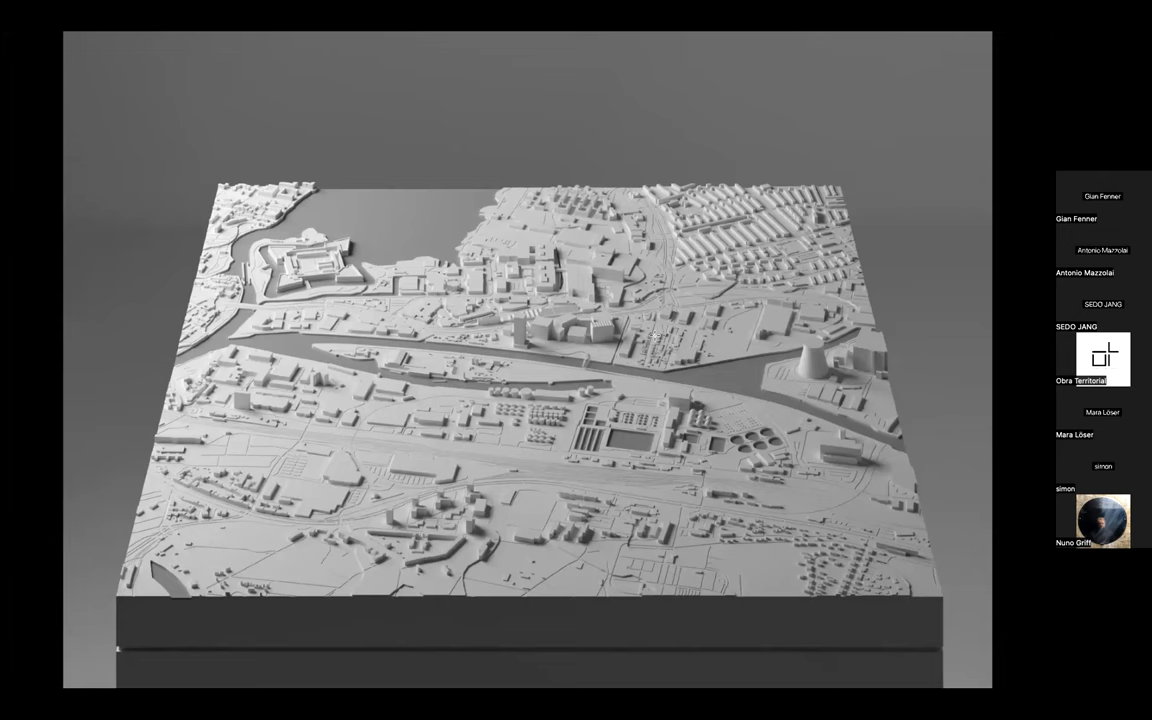 Gian Fenner
Gian Fenner
Antonio Mazzolai
Antonio Mazzolai
SEDO JANG
SEDO JANG
Obra Territorial
Mara Löser
Mara Löser
simon
simon
Nuno Griff